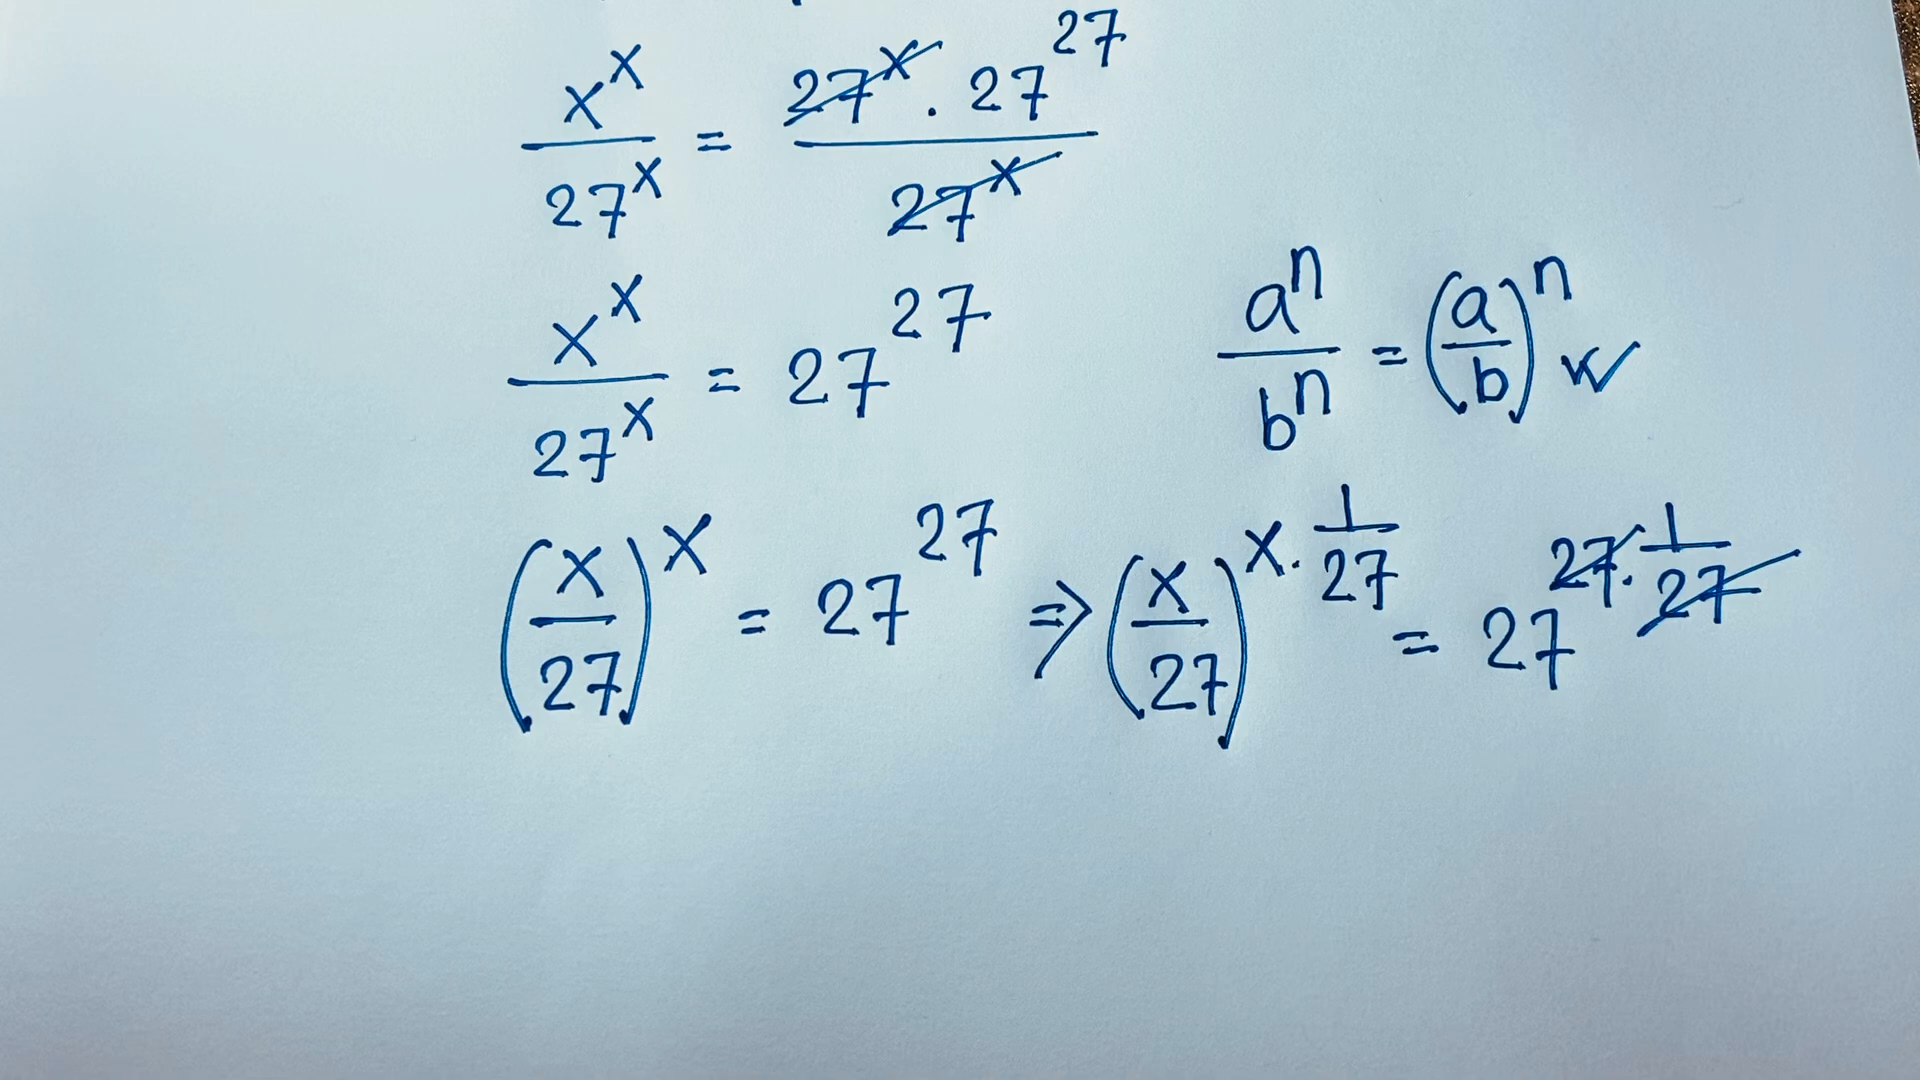 x^x / 27^x = 27^x . 27^27 / 27^x
x^x / 27^x = 27^27
a^n / b^n = (a/b)^n
(x/27)^x = 27^27 ⇒ (x/27)^(x . 1/27) = 27^(27 . 1/27)